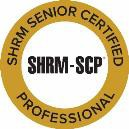 SHRM SENIOR CERTIFIED
SHRM-SCP
PROFESSIONAL